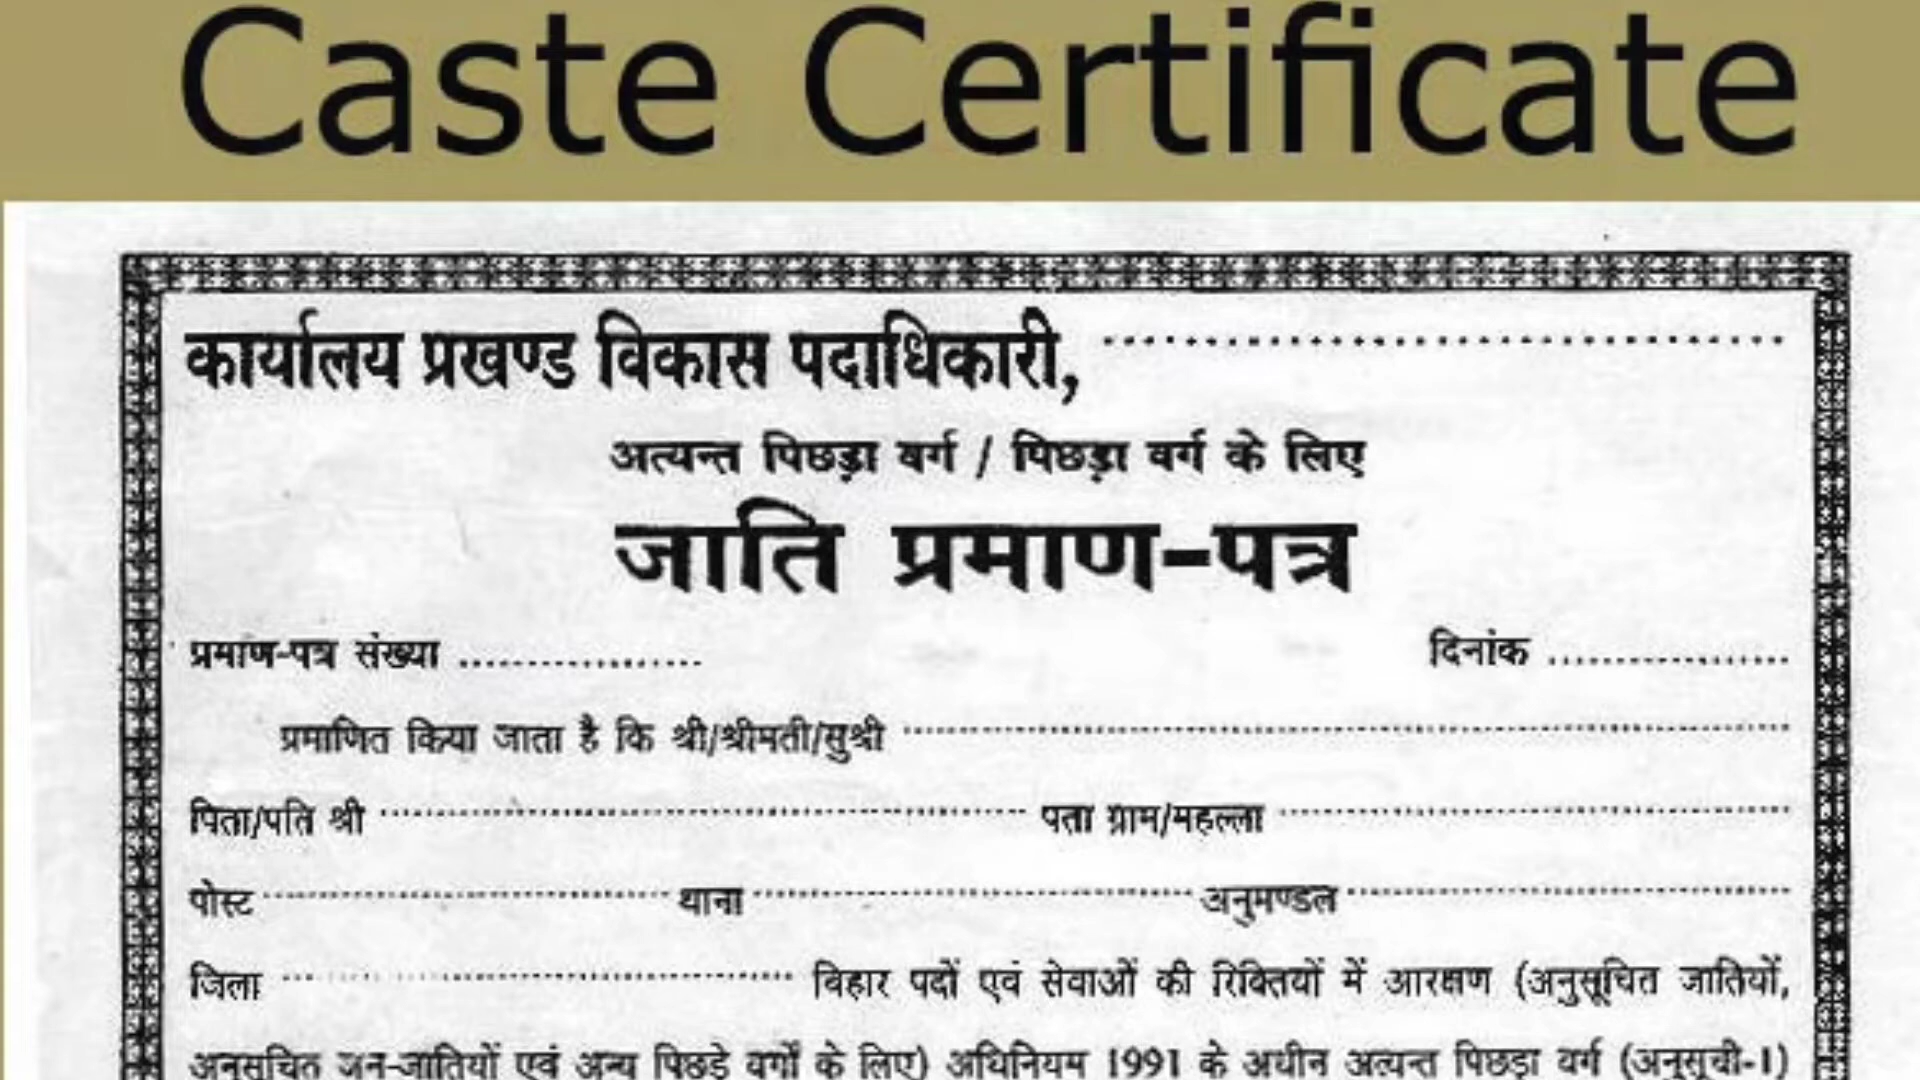 Caste Certificate
कार्यालय प्रखण्ड विकास पदाधिकारी, ........................................
अत्यन्त पिछड़ा वर्ग / पिछड़ा वर्ग के लिए
जाति प्रमाण-पत्र
प्रमाण-पत्र संख्या ........................ दिनांक ........................
प्रमाणित किया जाता है कि श्री/श्रीमती/सुश्री ........................................
पिता/पति श्री ........................................ पता ग्राम/महल्ला ........................................
पोस्ट ........................................ थाना ........................................ अनुमण्डल ........................................
जिला ........................................ बिहार पदों एवं सेवाओं की रिक्तियों में आरक्षण (अनुसूचित जातियों,
अनुसूचित जन-जातियों एवं अन्य पिछड़े वर्गों के लिए) अधिनियम 1991 के अधीन अत्यन्त पिछड़ा वर्ग (अनुसूची-1)